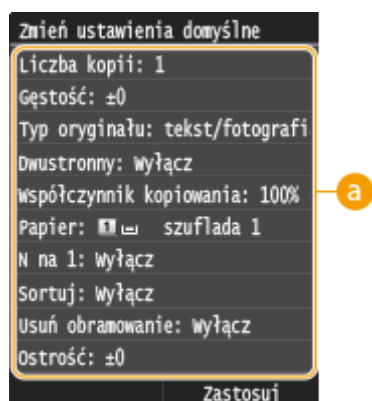 Zmień ustawienia domyślne
Liczba kopii: 1
Gęstość: ±0
Typ oryginału: tekst/fotografi
Dwustronny: Wyłącz
Współczynnik kopiowania: 100%
a
Papier: 1 szuflada 1
N na 1: Wyłącz
Sortuj: Wyłącz
Usuń obramowanie: Wyłącz
Ostrość: ±0
Zastosuj